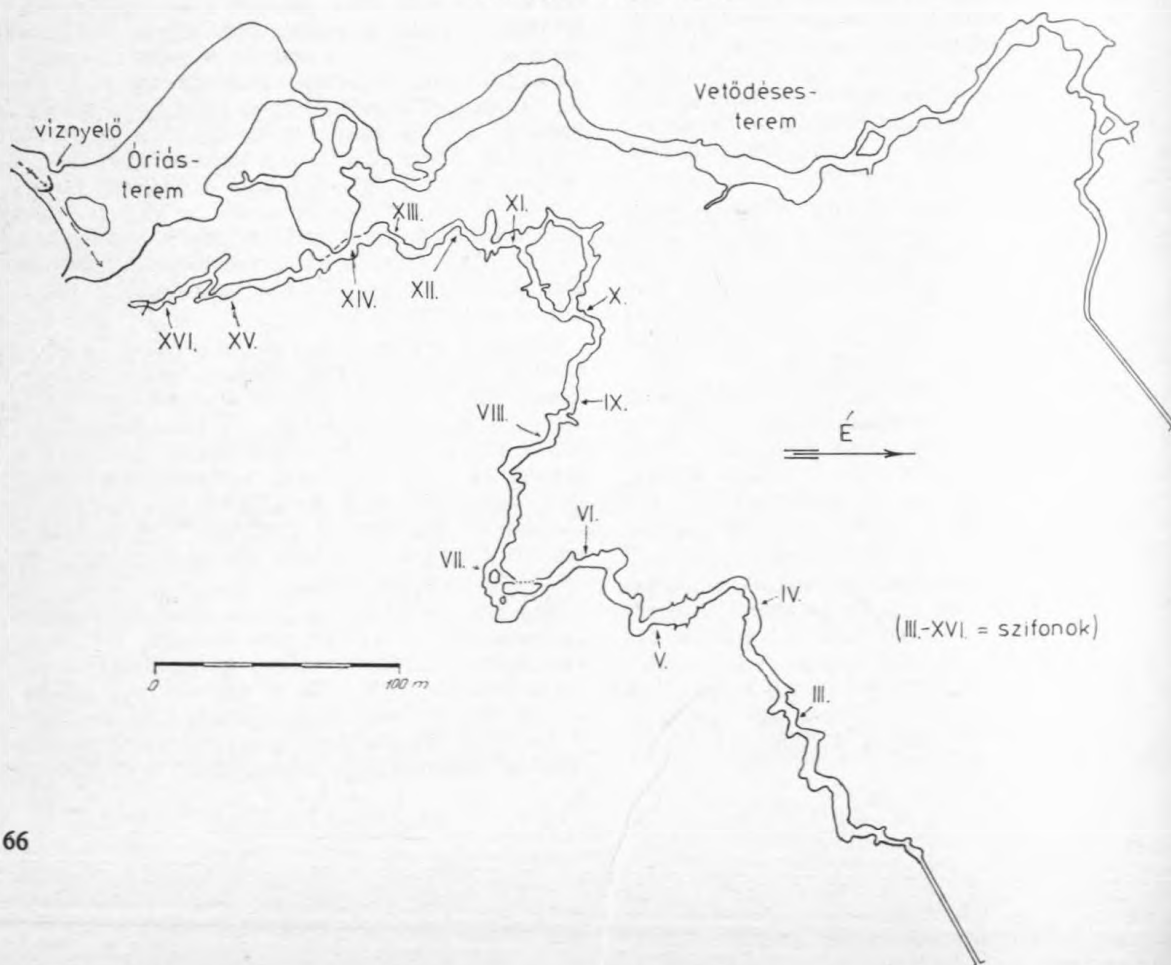 Vetődéses-
terem
víznyelő
Óriás-
terem
XIII.
XI.
XIV.
XII.
X.
XVI.
XV.
IX.
VIII.
É
VI.
VII.
IV.
(III.-XVI. = szifonok)
V.
0
100 m
III.
66